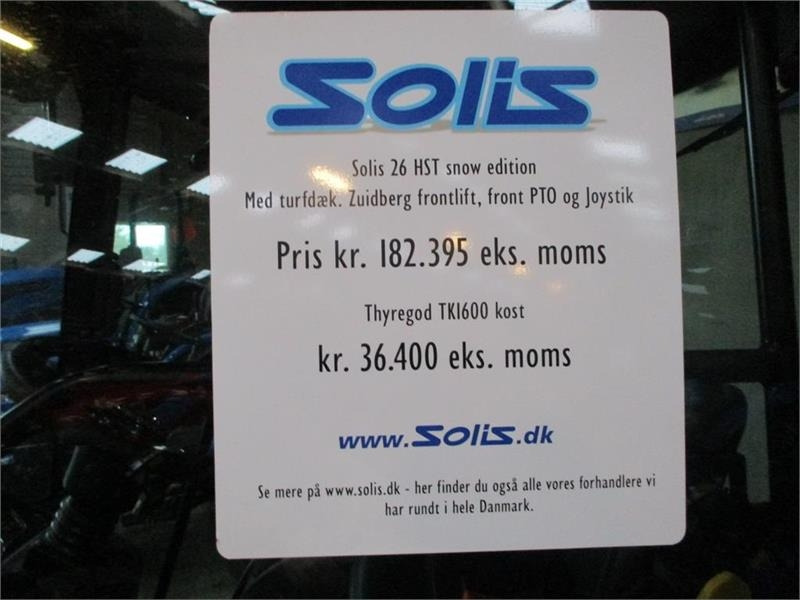 Solis
Solis 26 HST snow edition
Med turfdæk. Zuidberg frontlift, front PTO og Joystik
Pris kr. 182.395 eks. moms
Thyregod TK1600 kost
kr. 36.400 eks. moms
www.Solis.dk
Se mere på www.solis.dk - her finder du også alle vores forhandlere vi
har rundt i hele Danmark.